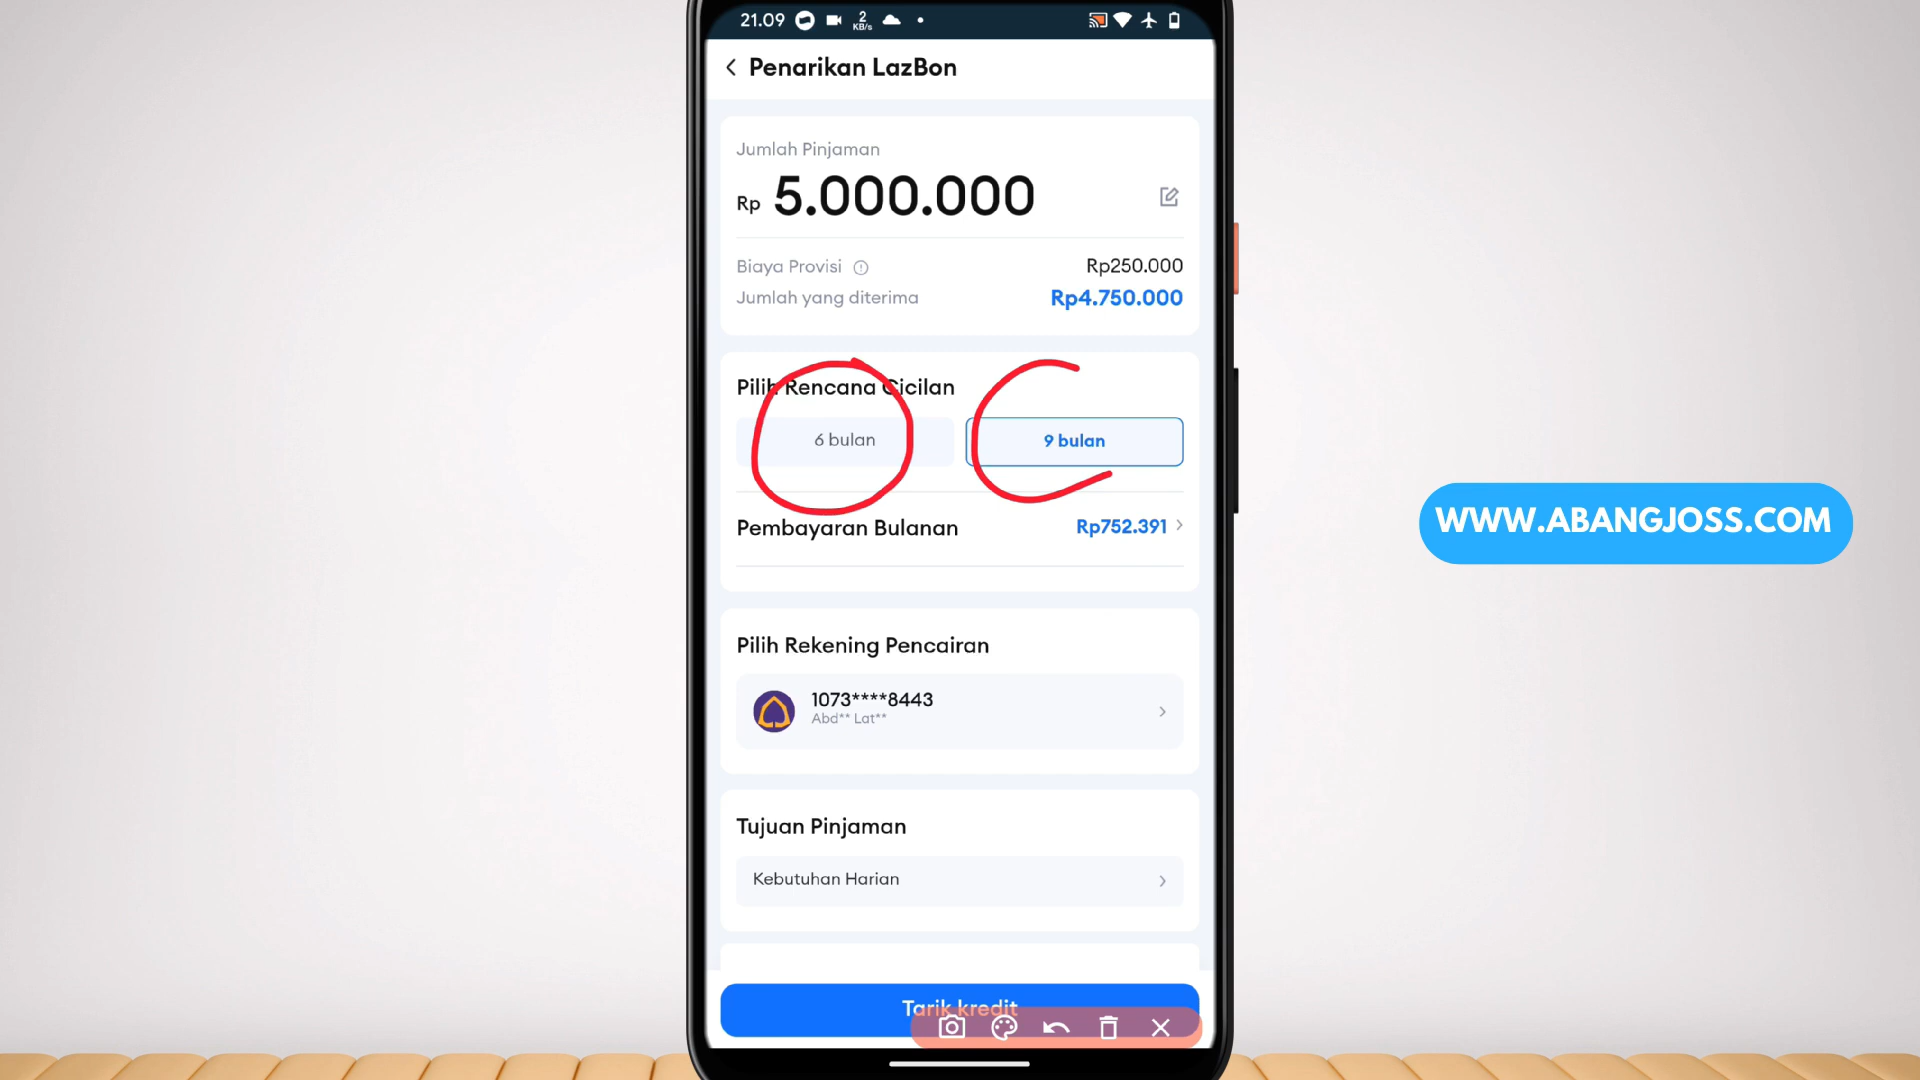 21.09
2
KB/s
Penarikan LazBon
Jumlah Pinjaman
Rp 5.000.000
Biaya Provisi Rp250.000
Jumlah yang diterima Rp4.750.000
Pilih Rencana Cicilan
6 bulan 9 bulan
Pembayaran Bulanan Rp752.391
WWW.ABANGJOSS.COM
Pilih Rekening Pencairan
1073****8443
Abd** Lat**
Tujuan Pinjaman
Kebutuhan Harian
Tarik kredit